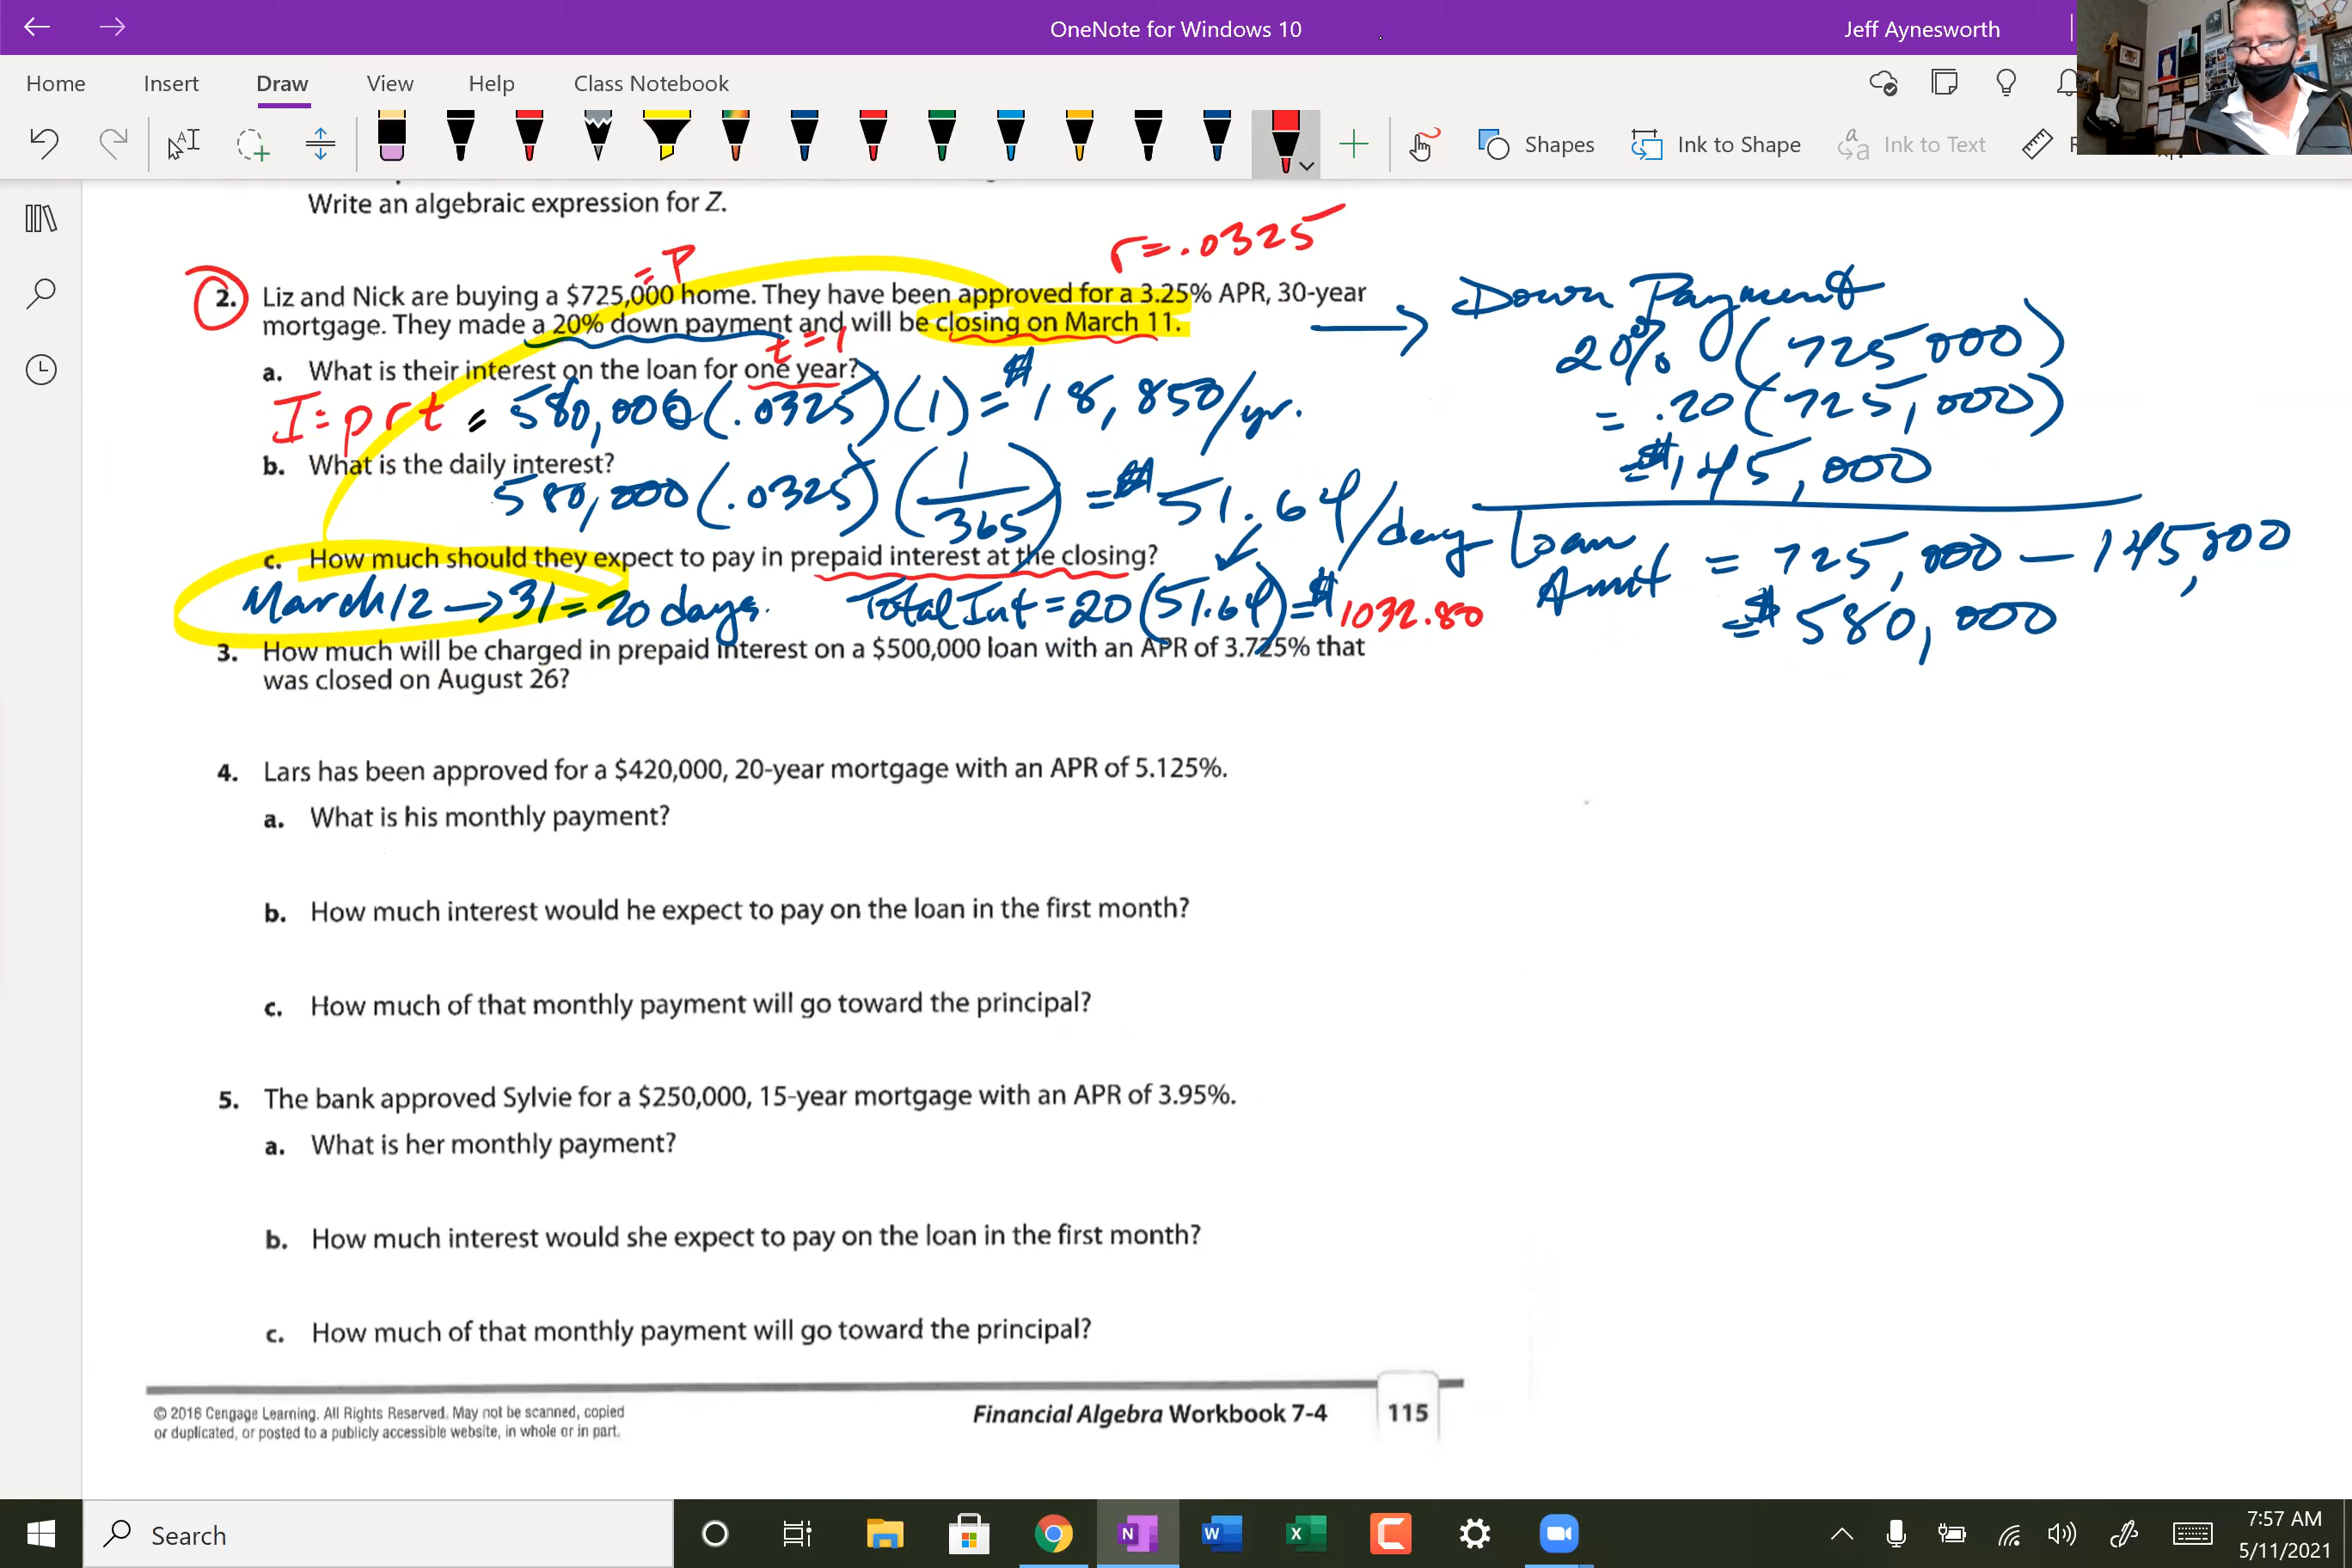 OneNote for Windows 10
Jeff Aynesworth
Home Insert Draw View Help Class Notebook
Shapes Ink to Shape Ink to Text
Write an algebraic expression for Z.
= P
r = .0325
2. Liz and Nick are buying a $725,000 home. They have been approved for a 3.25% APR, 30-year
mortgage. They made a 20% down payment and will be closing on March 11.
t = 1
a. What is their interest on the loan for one year?
I = prt = 580,000 (.0325) (1) = $18,850/yr.
b. What is the daily interest?
580,000 (.0325) (1/365) = $51.64/day
c. How much should they expect to pay in prepaid interest at the closing?
March 12 → 31 = 20 days. Total Int = 20 (51.64) = $1032.80
→ Down Payment
20% of (725000)
= .20 (725,000)
= $145,000
Loan Amt = 725,000 - 145,000
= $580,000
3. How much will be charged in prepaid interest on a $500,000 loan with an APR of 3.725% that
was closed on August 26?
4. Lars has been approved for a $420,000, 20-year mortgage with an APR of 5.125%.
a. What is his monthly payment?
b. How much interest would he expect to pay on the loan in the first month?
c. How much of that monthly payment will go toward the principal?
5. The bank approved Sylvie for a $250,000, 15-year mortgage with an APR of 3.95%.
a. What is her monthly payment?
b. How much interest would she expect to pay on the loan in the first month?
c. How much of that monthly payment will go toward the principal?
© 2016 Cengage Learning. All Rights Reserved. May not be scanned, copied
or duplicated, or posted to a publicly accessible website, in whole or in part.
Financial Algebra Workbook 7-4 115
Search
7:57 AM
5/11/2021